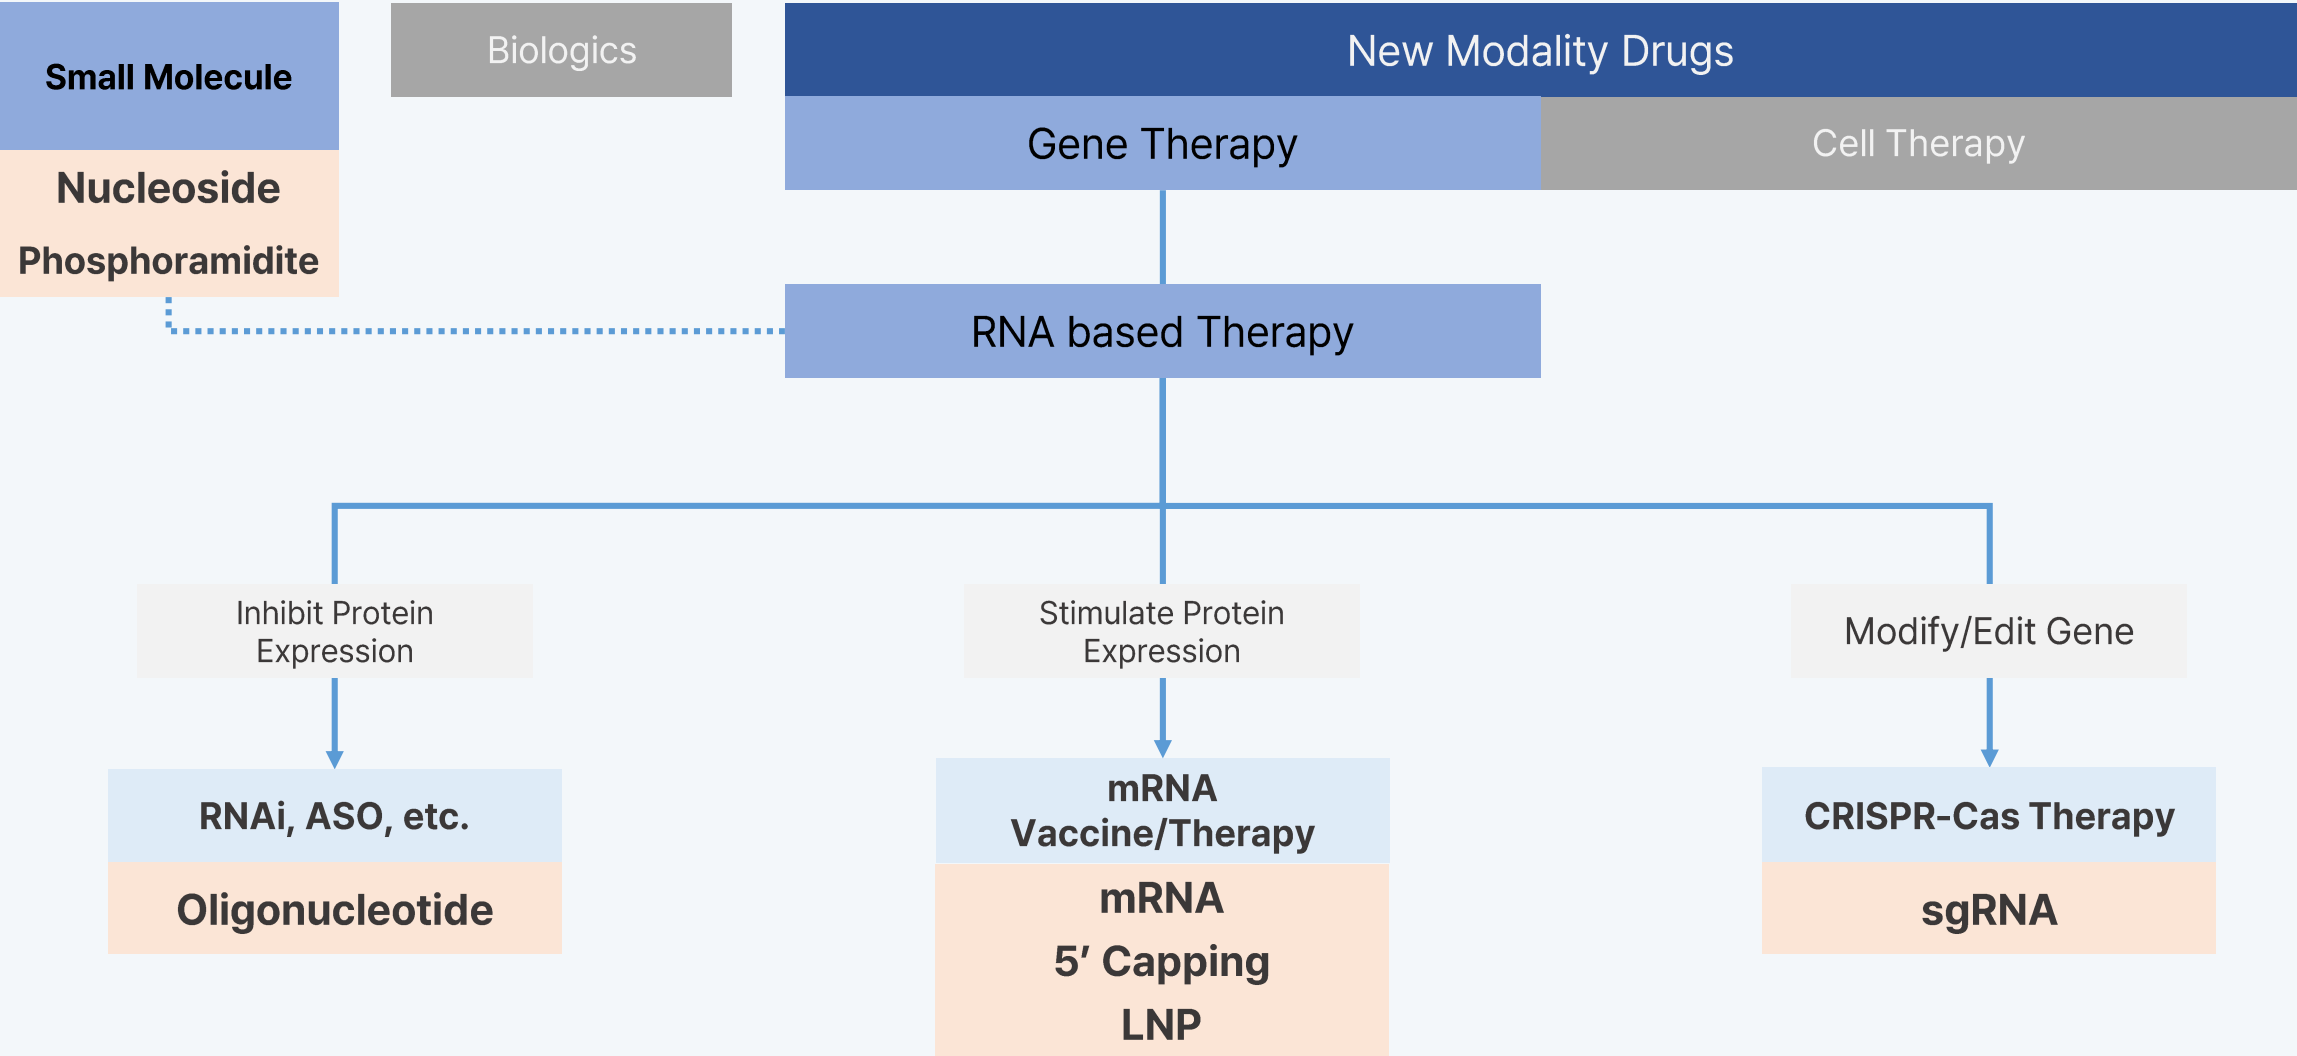 Small Molecule
Nucleoside
Phosphoramidite
Biologics
New Modality Drugs
Gene Therapy
Cell Therapy
RNA based Therapy
Inhibit Protein
Expression
RNAi, ASO, etc.
Oligonucleotide
Stimulate Protein
Expression
mRNA
Vaccine/Therapy
mRNA
5’ Capping
LNP
Modify/Edit Gene
CRISPR-Cas Therapy
sgRNA